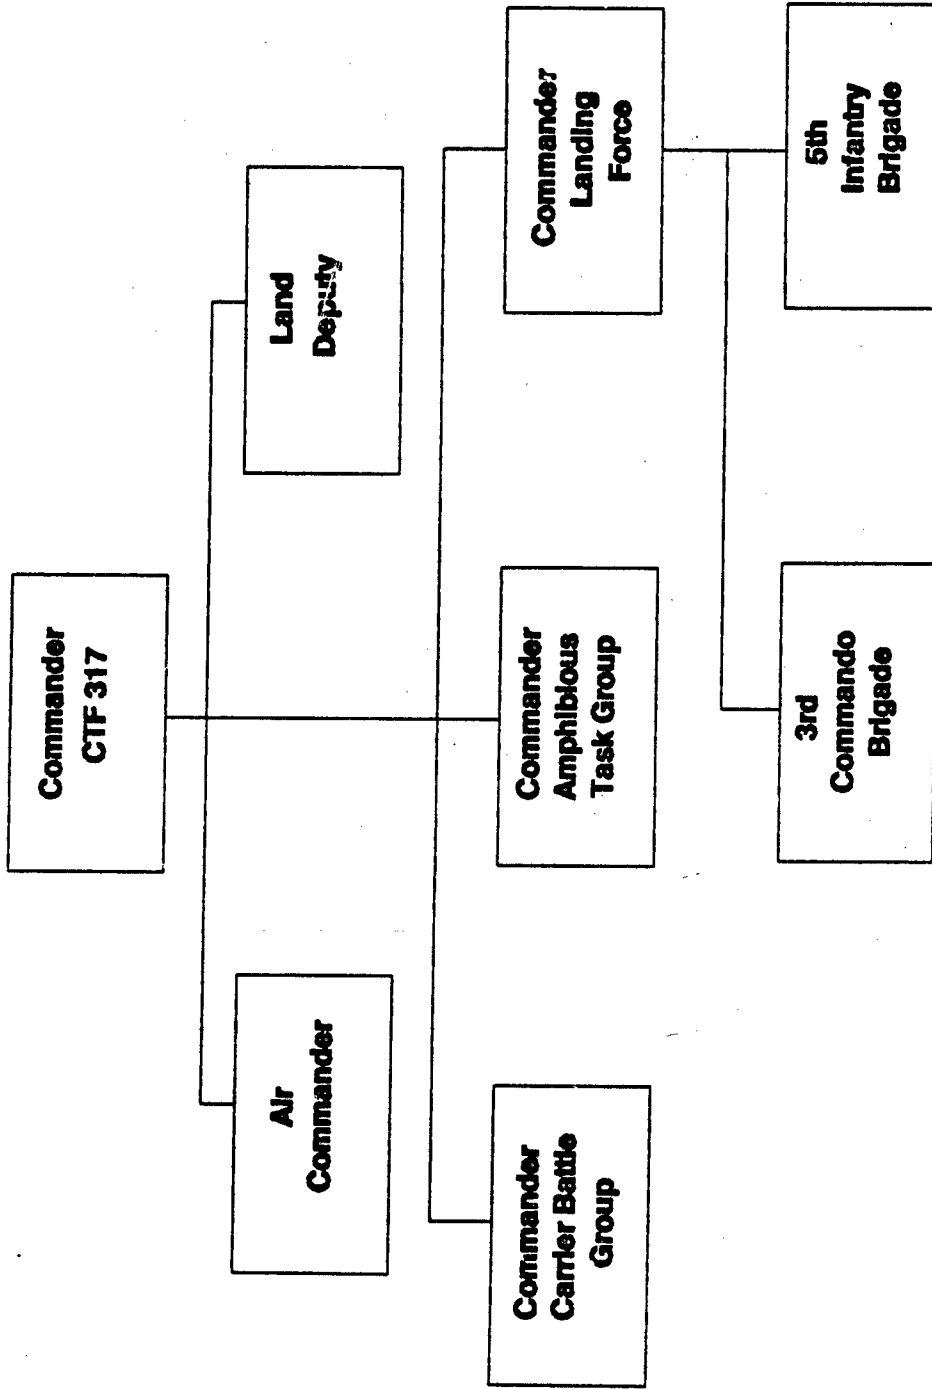 Commander
CTF 317
Air
Commander
Land
Deputy
Commander
Carrier Battle
Group
Commander
Amphibious
Task Group
Commander
Landing
Force
3rd
Commando
Brigade
5th
Infantry
Brigade